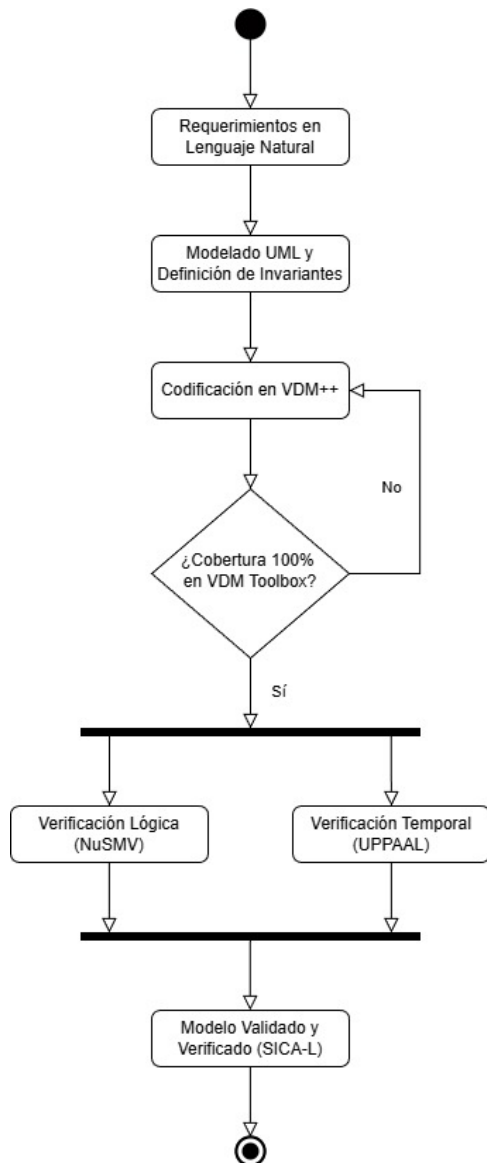 Requerimientos en
Lenguaje Natural
Modelado UML y
Definición de Invariantes
Codificación en VDM++
No
¿Cobertura 100%
en VDM Toolbox?
Sí
Verificación Lógica
(NuSMV)
Verificación Temporal
(UPPAAL)
Modelo Validado y
Verificado (SICA-L)